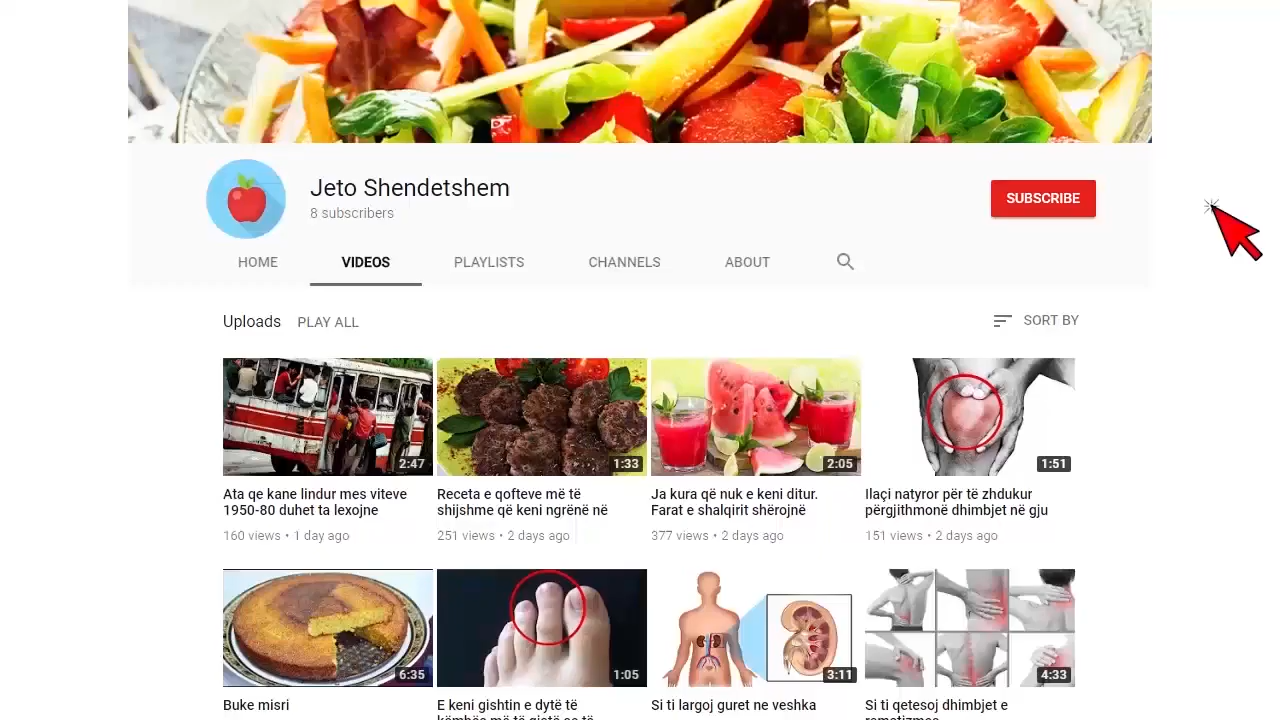 Jeto Shendetshem
8 subscribers
SUBSCRIBE
HOME VIDEOS PLAYLISTS CHANNELS ABOUT
Uploads PLAY ALL SORT BY
2:47 1:33 2:05 1:51
Ata qe kane lindur mes viteve
1950-80 duhet ta lexojne
160 views • 1 day ago
Receta e qofteve më të
shijshme që keni ngrënë në
251 views • 2 days ago
Ja kura që nuk e keni ditur.
Farat e shalqirit shërojnë
377 views • 2 days ago
Ilaçi natyror për të zhdukur
përgjithmonë dhimbjet në gju
151 views • 2 days ago
6:35 1:05 3:11 4:33
Buke misri
E keni gishtin e dytë të
Si ti largoj guret ne veshka
Si ti qetesoj dhimbjet e